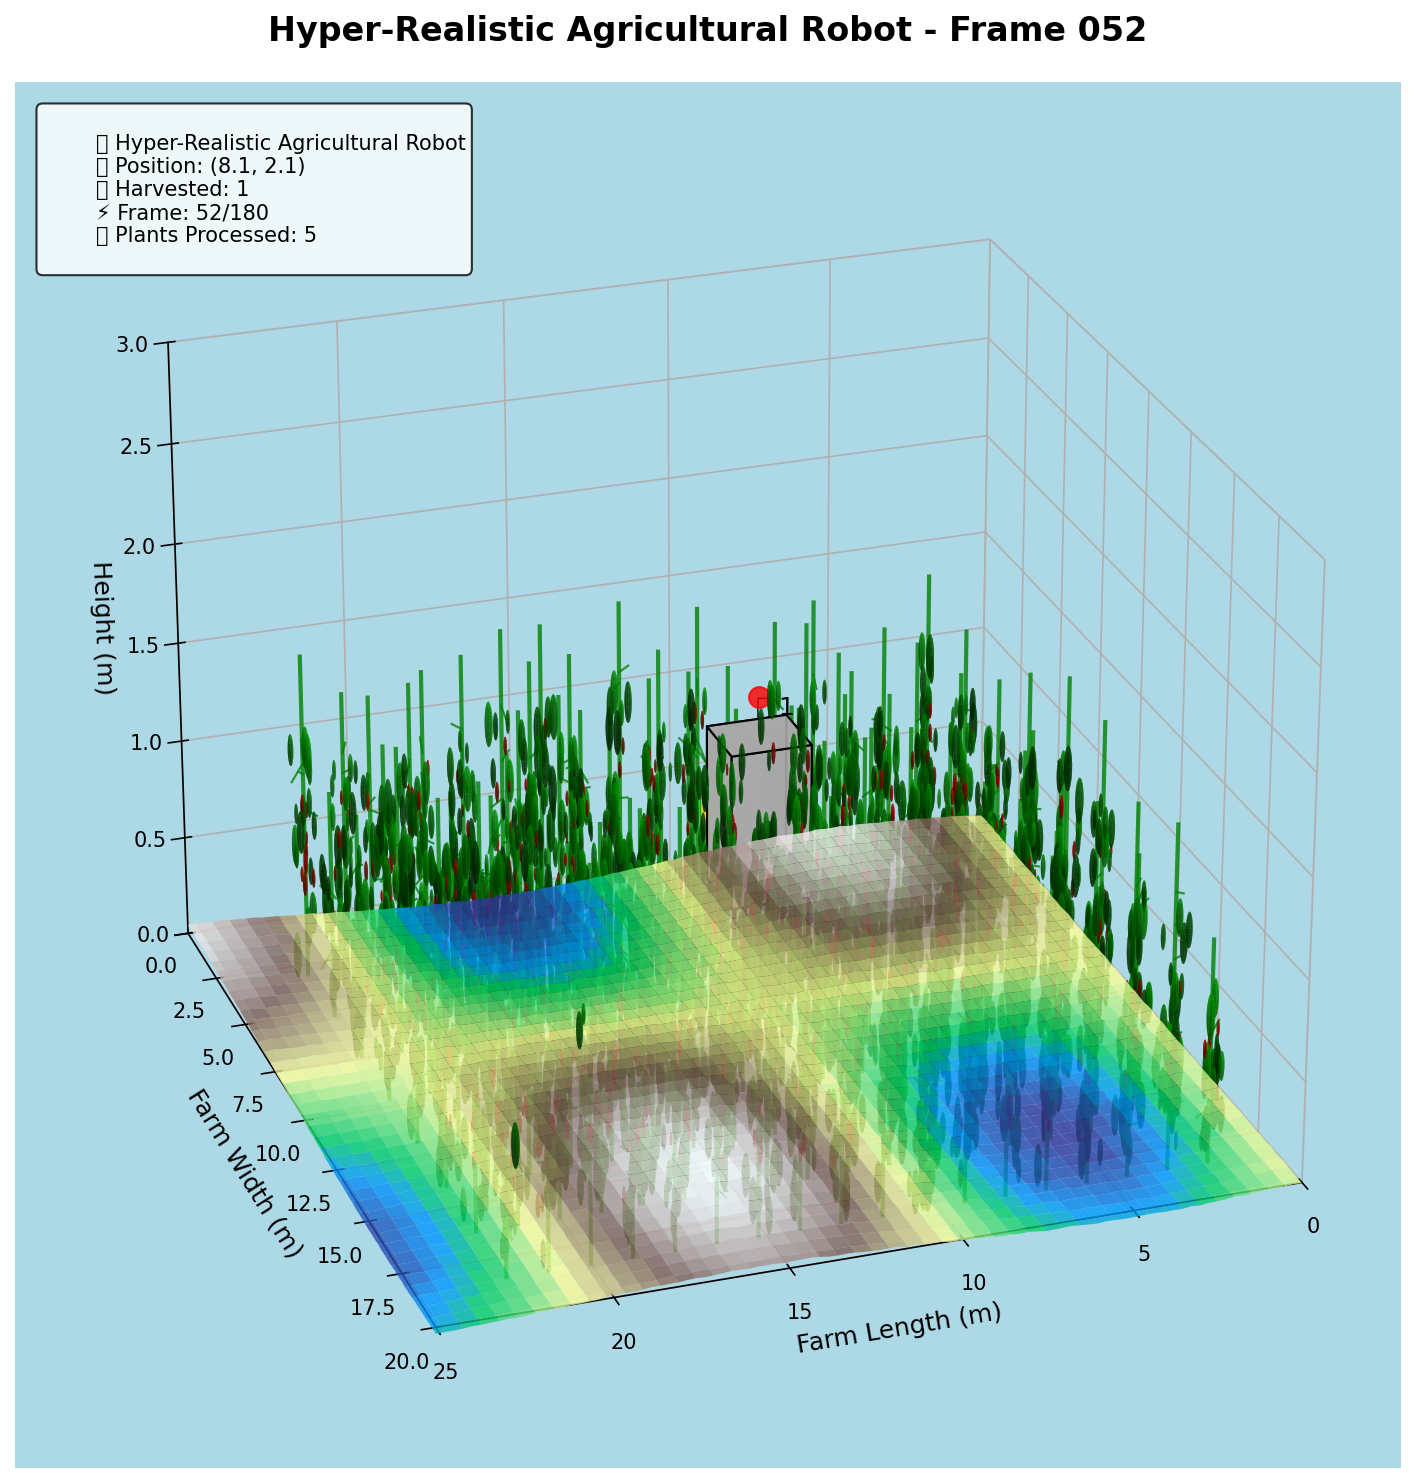 Hyper-Realistic Agricultural Robot - Frame 052
Hyper-Realistic Agricultural Robot
Position: (8.1, 2.1)
Harvested: 1
⚡ Frame: 52/180
Plants Processed: 5
3.0
2.5
2.0
1.5
1.0
0.5
0.0
Height (m)
0.0
2.5
5.0
7.5
10.0
12.5
15.0
17.5
20.0
Farm Width (m)
25
20
15
10
5
0
Farm Length (m)